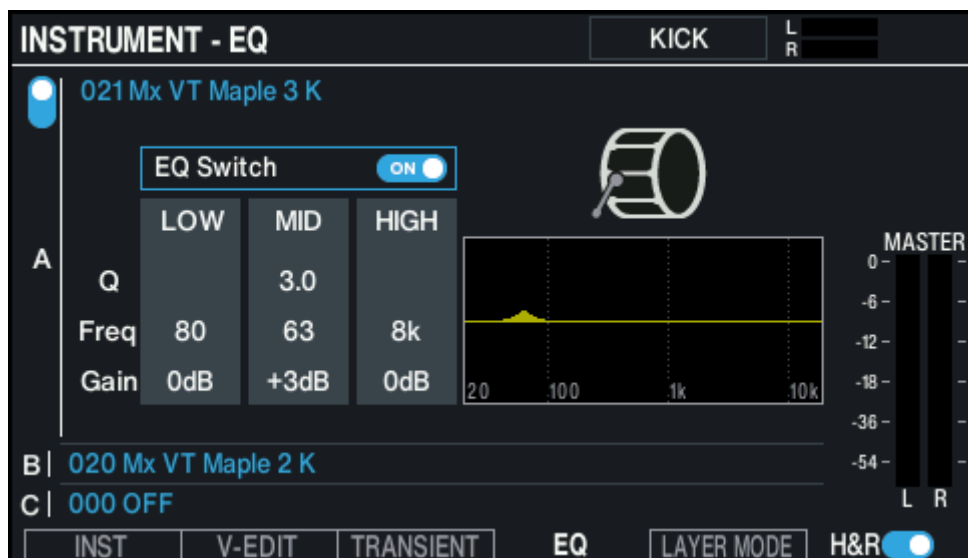 INSTRUMENT - EQ KICK L
R
021 Mx VT Maple 3 K
EQ Switch ON
LOW MID HIGH
A
Q 3.0
Freq 80 63 8k
Gain 0dB +3dB 0dB
20 100 1k 10k
MASTER
0
-6
-12
-18
-36
-54
L R
B 020 Mx VT Maple 2 K
C 000 OFF
INST V-EDIT TRANSIENT EQ LAYER MODE H&R